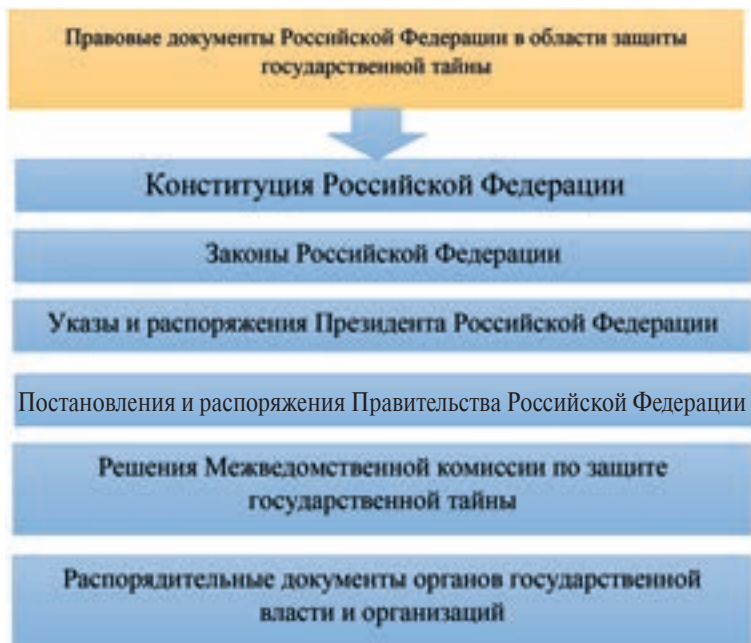 Правовые документы Российской Федерации в области защиты
государственной тайны
Конституция Российской Федерации
Законы Российской Федерации
Указы и распоряжения Президента Российской Федерации
Постановления и распоряжения Правительства Российской Федерации
Решения Межведомственной комиссии по защите
государственной тайны
Распорядительные документы органов государственной
власти и организаций